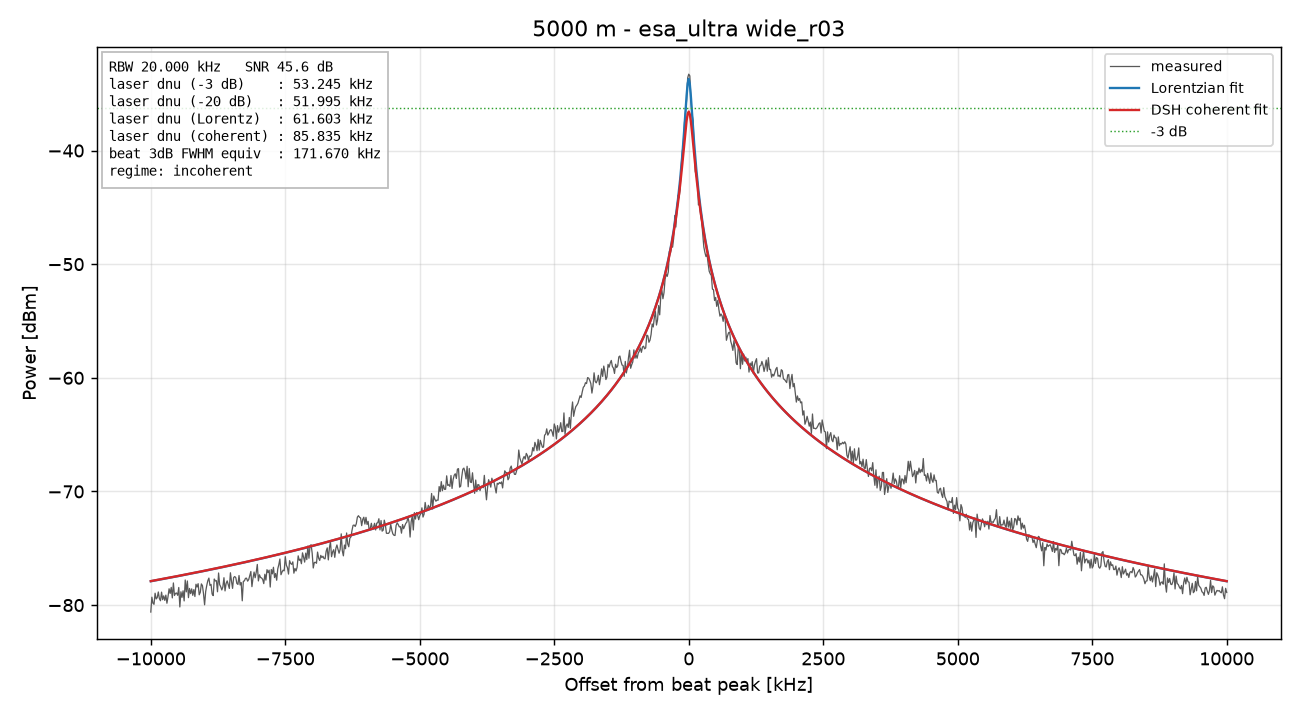 5000 m - esa_ultra wide_r03
RBW 20.000 kHz   SNR 45.6 dB
laser dnu (-3 dB)    : 53.245 kHz
laser dnu (-20 dB)   : 51.995 kHz
laser dnu (Lorentz)  : 61.603 kHz
laser dnu (coherent) : 85.835 kHz
beat 3dB FWHM equiv  : 171.670 kHz
regime: incoherent
measured
Lorentzian fit
DSH coherent fit
-3 dB
Power [dBm]
−40
−50
−60
−70
−80
−10000
−7500
−5000
−2500
0
2500
5000
7500
10000
Offset from beat peak [kHz]